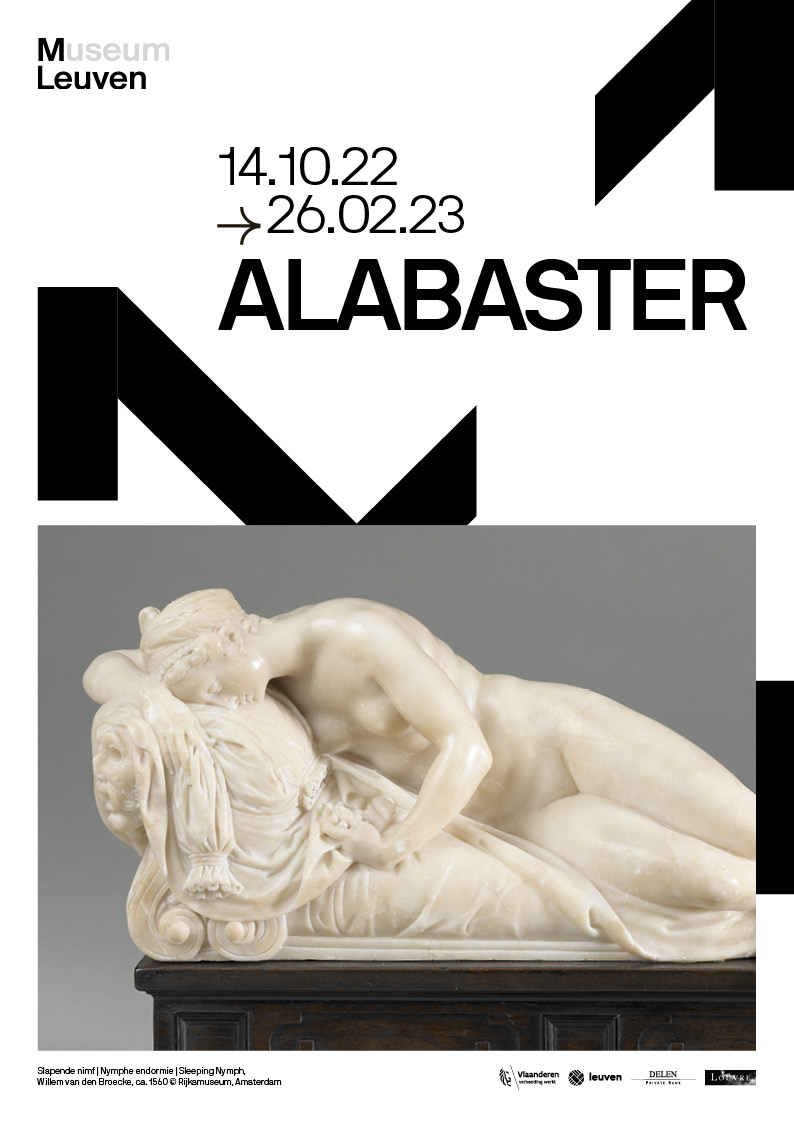 Museum
Leuven
14.10.22
→26.02.23
ALABASTER
Slapende nimf | Nymphe endormie | Sleeping Nymph,
Willem van den Broecke, ca. 1560 © Rijksmuseum, Amsterdam
Vlaanderen
verbeelding werkt
leuven
DELEN
PRIVATE BANK
LOUVRE